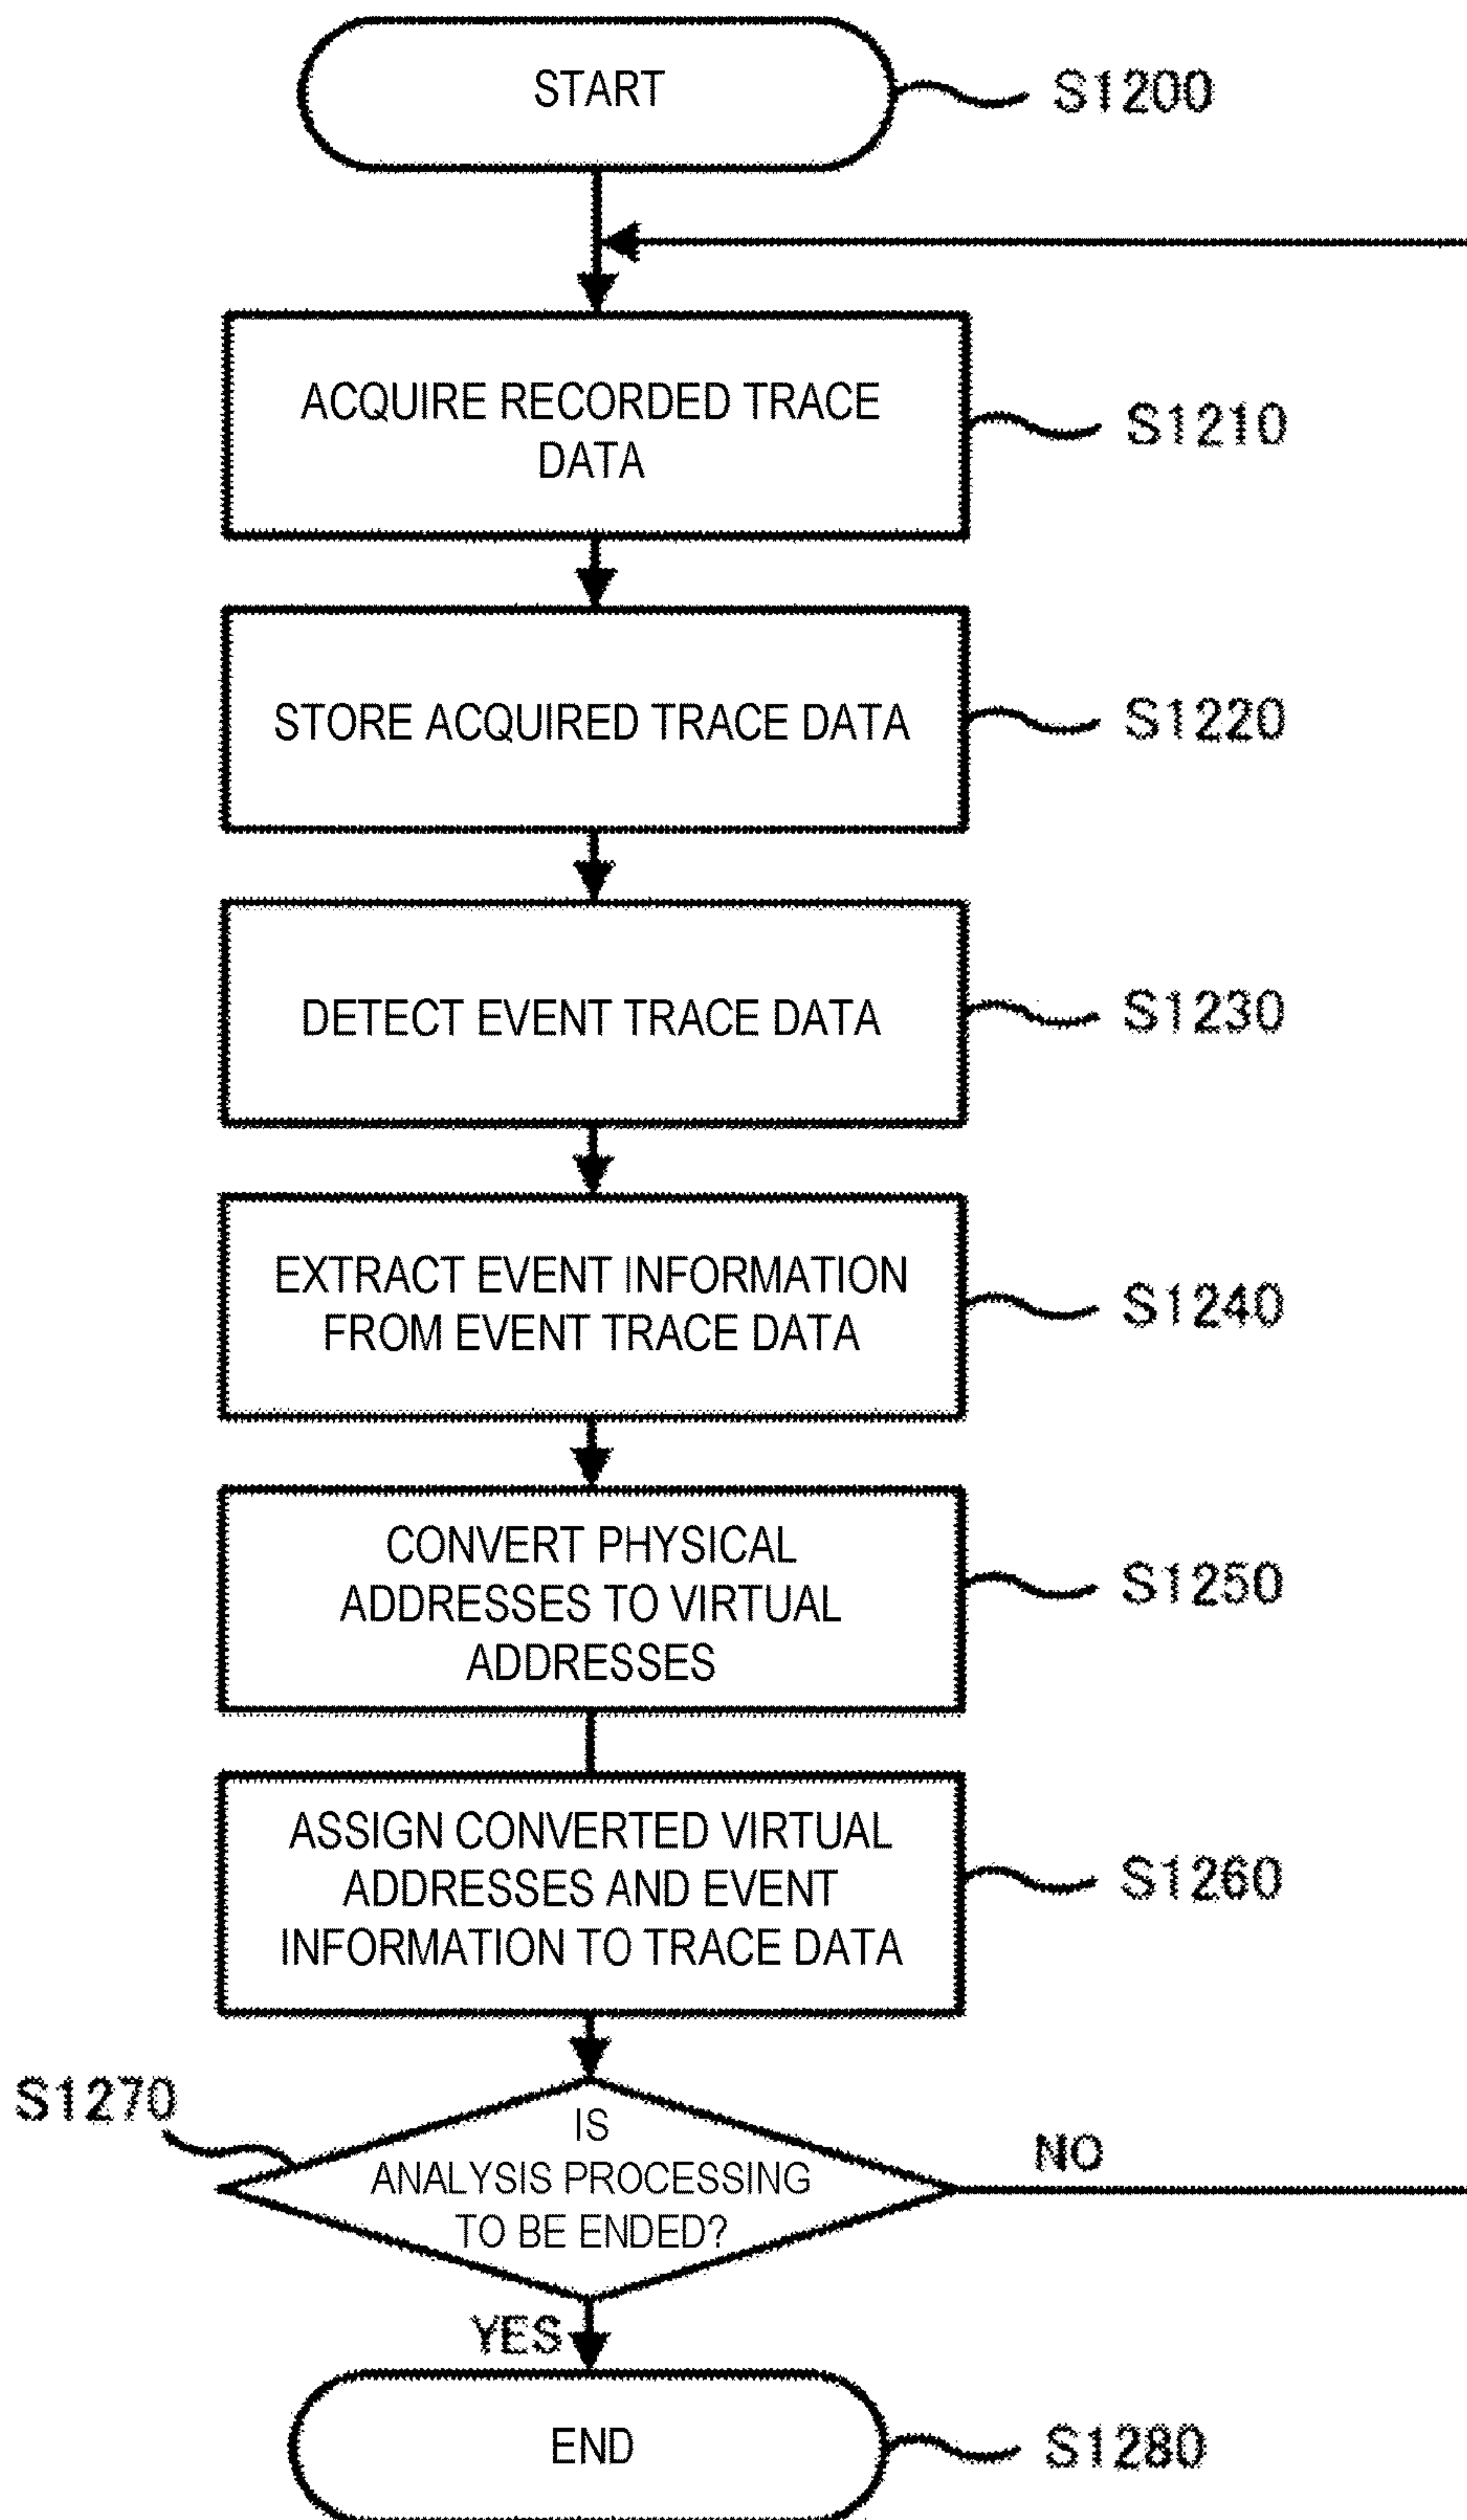 START
S1200
ACQUIRE RECORDED TRACE
DATA
S1210
STORE ACQUIRED TRACE DATA
S1220
DETECT EVENT TRACE DATA
S1230
EXTRACT EVENT INFORMATION
FROM EVENT TRACE DATA
S1240
CONVERT PHYSICAL
ADDRESSES TO VIRTUAL
ADDRESSES
S1250
ASSIGN CONVERTED VIRTUAL
ADDRESSES AND EVENT
INFORMATION TO TRACE DATA
S1260
S1270
IS
ANALYSIS PROCESSING
TO BE ENDED?
NO
YES
END
S1280